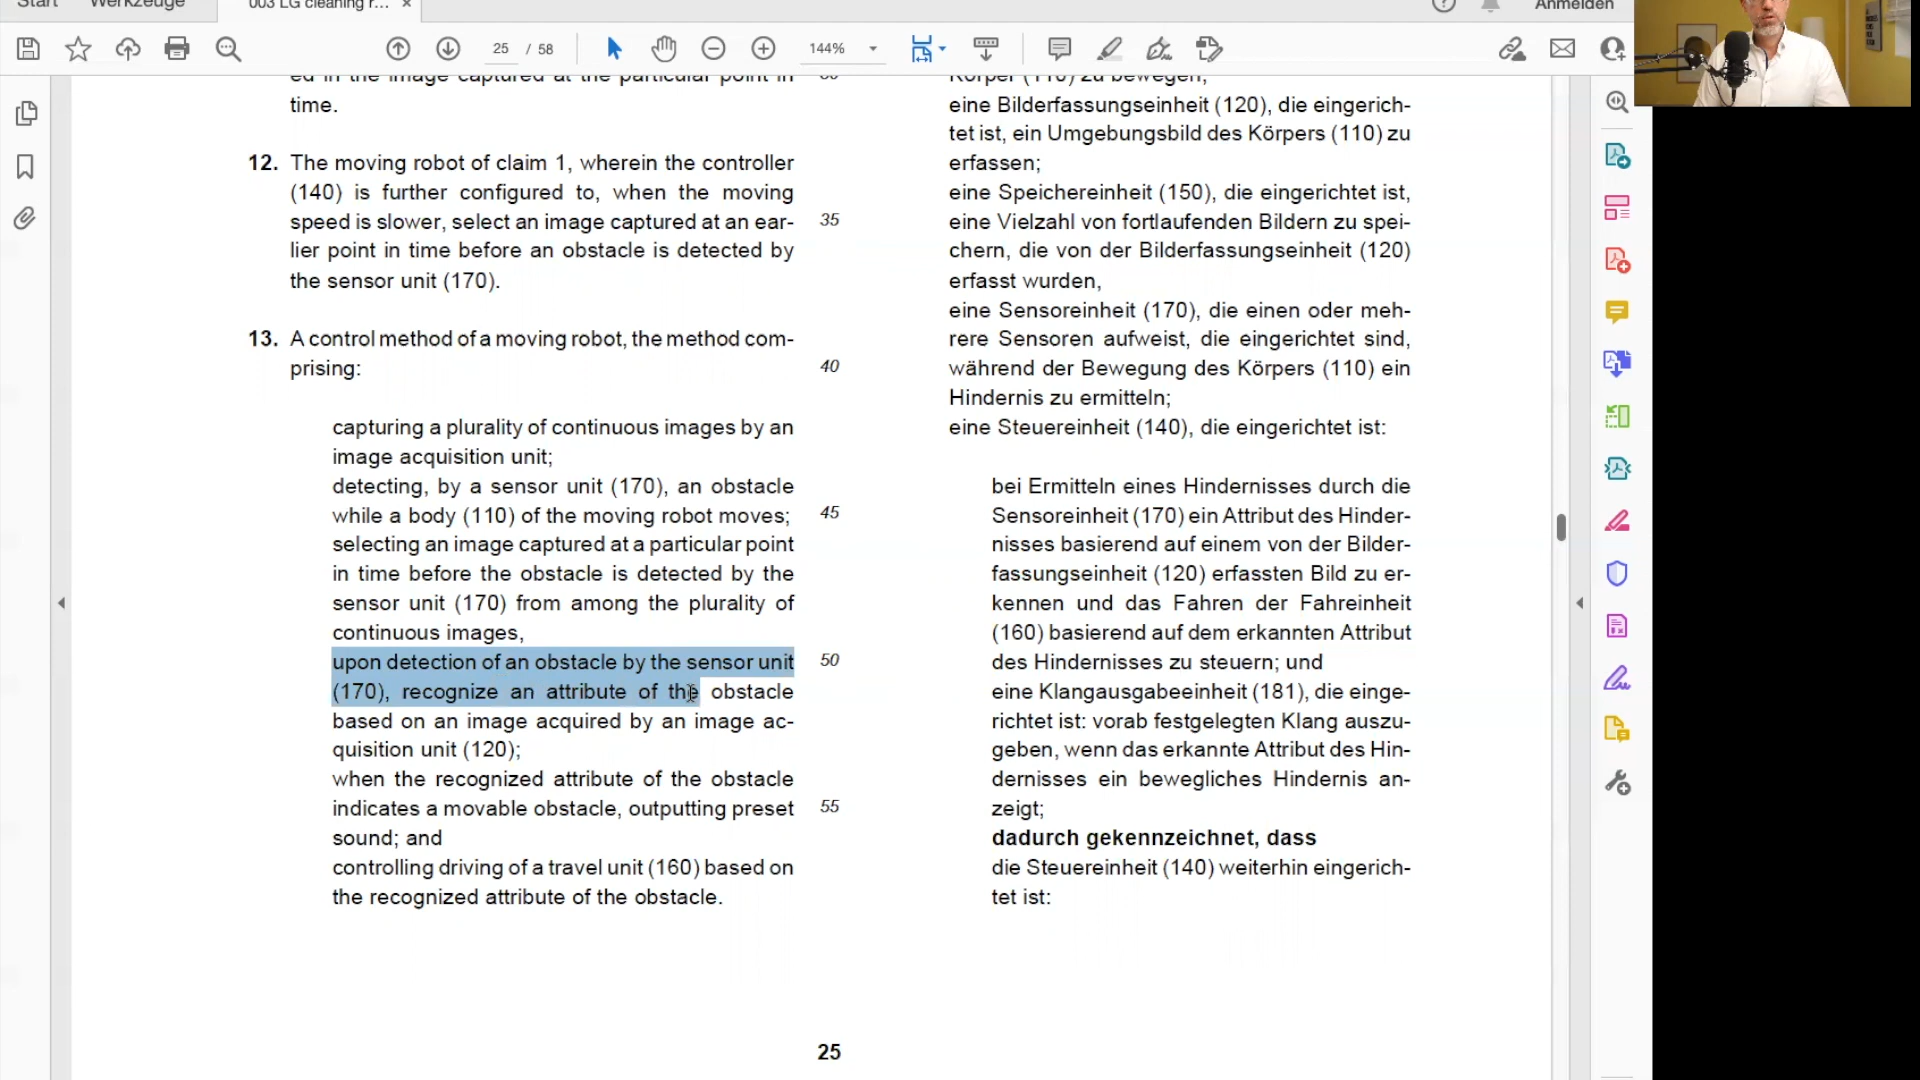 Start
Werkzeuge
003 LG cleaning r...
×
Anmelden
25 / 58
144%
ed in the image captured at the particular point in
time.
12. The moving robot of claim 1, wherein the controller
(140) is further configured to, when the moving
speed is slower, select an image captured at an ear-
lier point in time before an obstacle is detected by
the sensor unit (170).
13. A control method of a moving robot, the method com-
prising:
capturing a plurality of continuous images by an
image acquisition unit;
detecting, by a sensor unit (170), an obstacle
while a body (110) of the moving robot moves;
selecting an image captured at a particular point
in time before the obstacle is detected by the
sensor unit (170) from among the plurality of
continuous images,
upon detection of an obstacle by the sensor unit
(170), recognize an attribute of the obstacle
based on an image acquired by an image ac-
quisition unit (120);
when the recognized attribute of the obstacle
indicates a movable obstacle, outputting preset
sound; and
controlling driving of a travel unit (160) based on
the recognized attribute of the obstacle.
35
40
45
50
55
Körper (110) zu bewegen;
eine Bilderfassungseinheit (120), die eingerich-
tet ist, ein Umgebungsbild des Körpers (110) zu
erfassen;
eine Speichereinheit (150), die eingerichtet ist,
eine Vielzahl von fortlaufenden Bildern zu spei-
chern, die von der Bilderfassungseinheit (120)
erfasst wurden,
eine Sensoreinheit (170), die einen oder meh-
rere Sensoren aufweist, die eingerichtet sind,
während der Bewegung des Körpers (110) ein
Hindernis zu ermitteln;
eine Steuereinheit (140), die eingerichtet ist:
bei Ermitteln eines Hindernisses durch die
Sensoreinheit (170) ein Attribut des Hinder-
nisses basierend auf einem von der Bilder-
fassungseinheit (120) erfassten Bild zu er-
kennen und das Fahren der Fahreinheit
(160) basierend auf dem erkannten Attribut
des Hindernisses zu steuern; und
eine Klangausgabeeinheit (181), die einge-
richtet ist: vorab festgelegten Klang auszu-
geben, wenn das erkannte Attribut des Hin-
dernisses ein bewegliches Hindernis an-
zeigt;
dadurch gekennzeichnet, dass
die Steuereinheit (140) weiterhin eingerich-
tet ist:
25